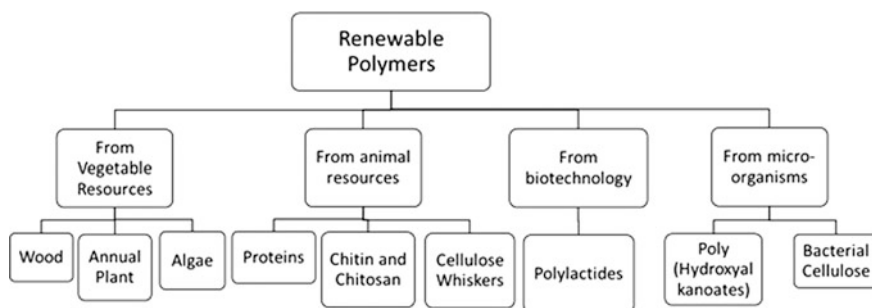 Renewable
Polymers
From
Vegetable
Resources
From animal
resources
From
biotechnology
From micro-
organisms
Wood
Annual
Plant
Algae
Proteins
Chitin and
Chitosan
Cellulose
Whiskers
Polylactides
Poly
(Hydroxyal
kanoates)
Bacterial
Cellulose